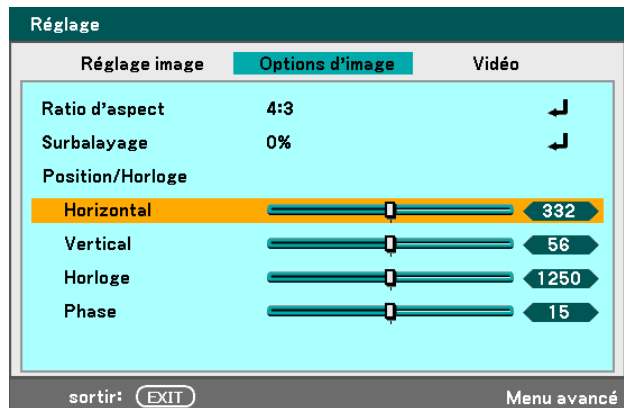 Réglage
Réglage image Options d'image Vidéo
Ratio d'aspect 4:3
Surbalayage 0%
Position/Horloge
Horizontal 332
Vertical 56
Horloge 1250
Phase 15
sortir: EXIT Menu avancé